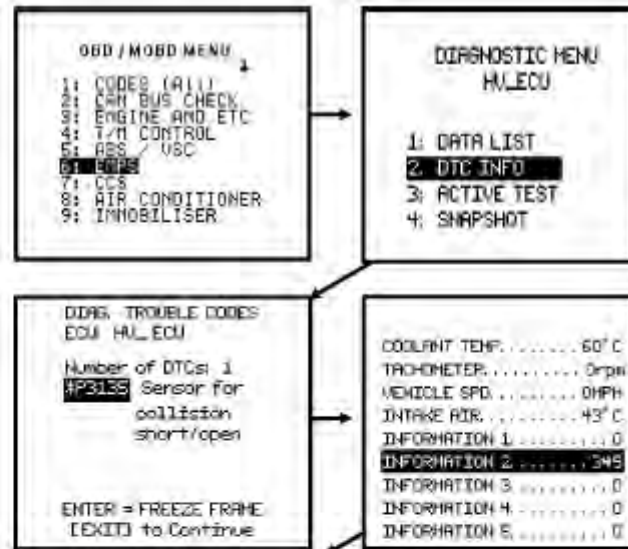 OBD / MOBD MENU
1: CODES (All)
2: CAN BUS CHECK
3: ENGINE AND ETC
4: T/M CONTROL
5: ABS / VSC
6: EMPS
7: CCS
8: AIR CONDITIONER
9: IMMOBILISER
DIAGNOSTIC MENU
HV_ECU
1: DATA LIST
2. DTC INFO
3: ACTIVE TEST
4: SNAPSHOT
DIAG. TROUBLE CODES
ECU: HV_ECU
Number of DTCs: 1
#P3135 Sensor for
collision
short/open
ENTER = FREEZE FRAME
[EXIT] to Continue
COOLANT TEMP.........60°C
TACHOMETER.........0rpm
VEHICLE SPD.........0MPH
INTAKE AIR.........43°C
INFORMATION 1.........0
INFORMATION 2.........349
INFORMATION 3.........0
INFORMATION 4.........0
INFORMATION 5.........0